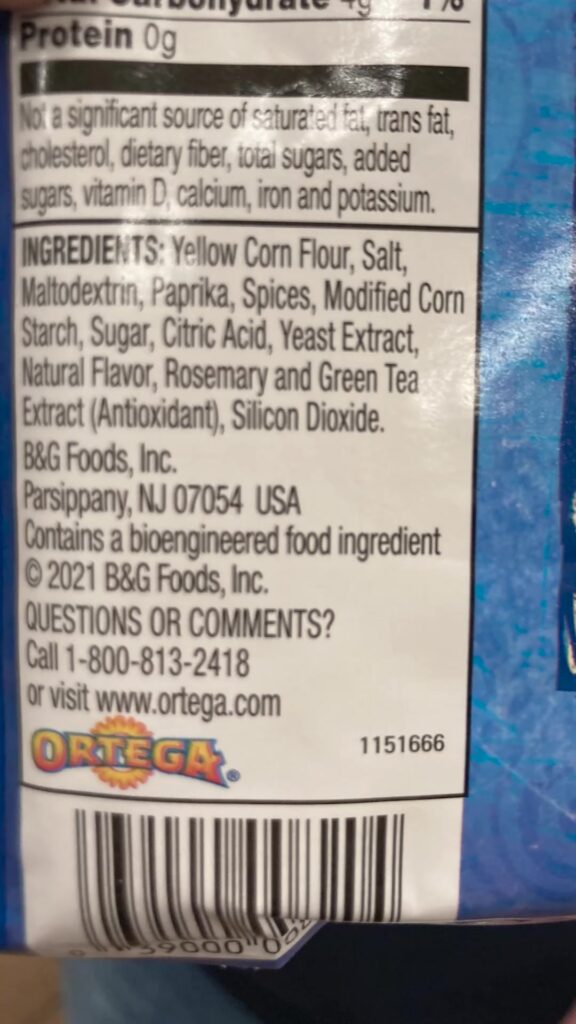 Carbohydrate 4g 1%
Protein 0g
Not a significant source of saturated fat, trans fat,
cholesterol, dietary fiber, total sugars, added
sugars, vitamin D, calcium, iron and potassium.
INGREDIENTS: Yellow Corn Flour, Salt,
Maltodextrin, Paprika, Spices, Modified Corn
Starch, Sugar, Citric Acid, Yeast Extract,
Natural Flavor, Rosemary and Green Tea
Extract (Antioxidant), Silicon Dioxide.
B&G Foods, Inc.
Parsippany, NJ 07054 USA
Contains a bioengineered food ingredient
© 2021 B&G Foods, Inc.
QUESTIONS OR COMMENTS?
Call 1-800-813-2418
or visit www.ortega.com
ORTEGA®
1151666